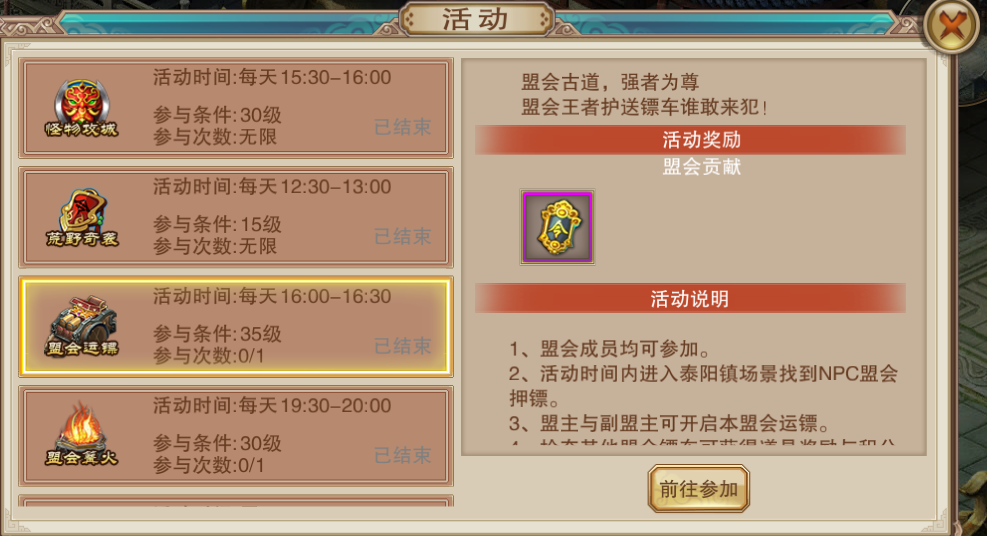 活动
活动时间:每天15:30-16:00
怪物攻城
参与条件:30级
参与次数:无限
已结束
活动时间:每天12:30-13:00
荒野奇袭
参与条件:15级
参与次数:无限
已结束
活动时间:每天16:00-16:30
盟会运镖
参与条件:35级
参与次数:0/1
已结束
活动时间:每天19:30-20:00
盟会篝火
参与条件:30级
参与次数:0/1
已结束
盟会古道，强者为尊
盟会王者护送镖车谁敢来犯！
活动奖励
盟会贡献
令
活动说明
1、盟会成员均可参加。
2、活动时间内进入泰阳镇场景找到NPC盟会
押镖。
3、盟主与副盟主可开启本盟会运镖。
前往参加